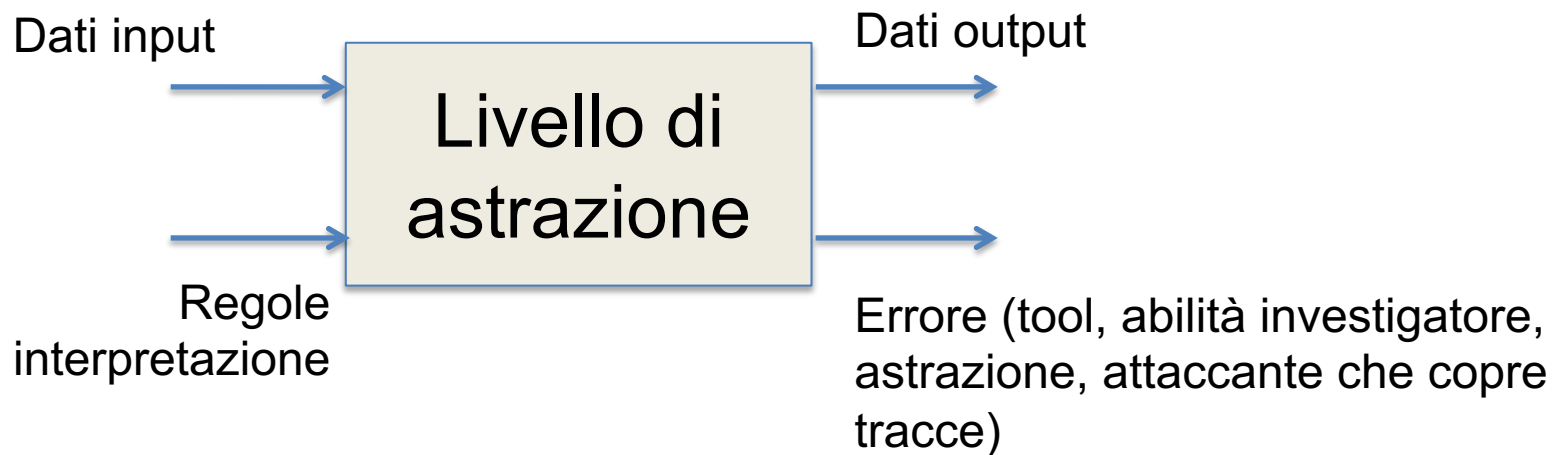 Dati input
Livello di
astrazione
Dati output
Regole
interpretazione
Errore (tool, abilità investigatore,
astrazione, attaccante che copre
tracce)